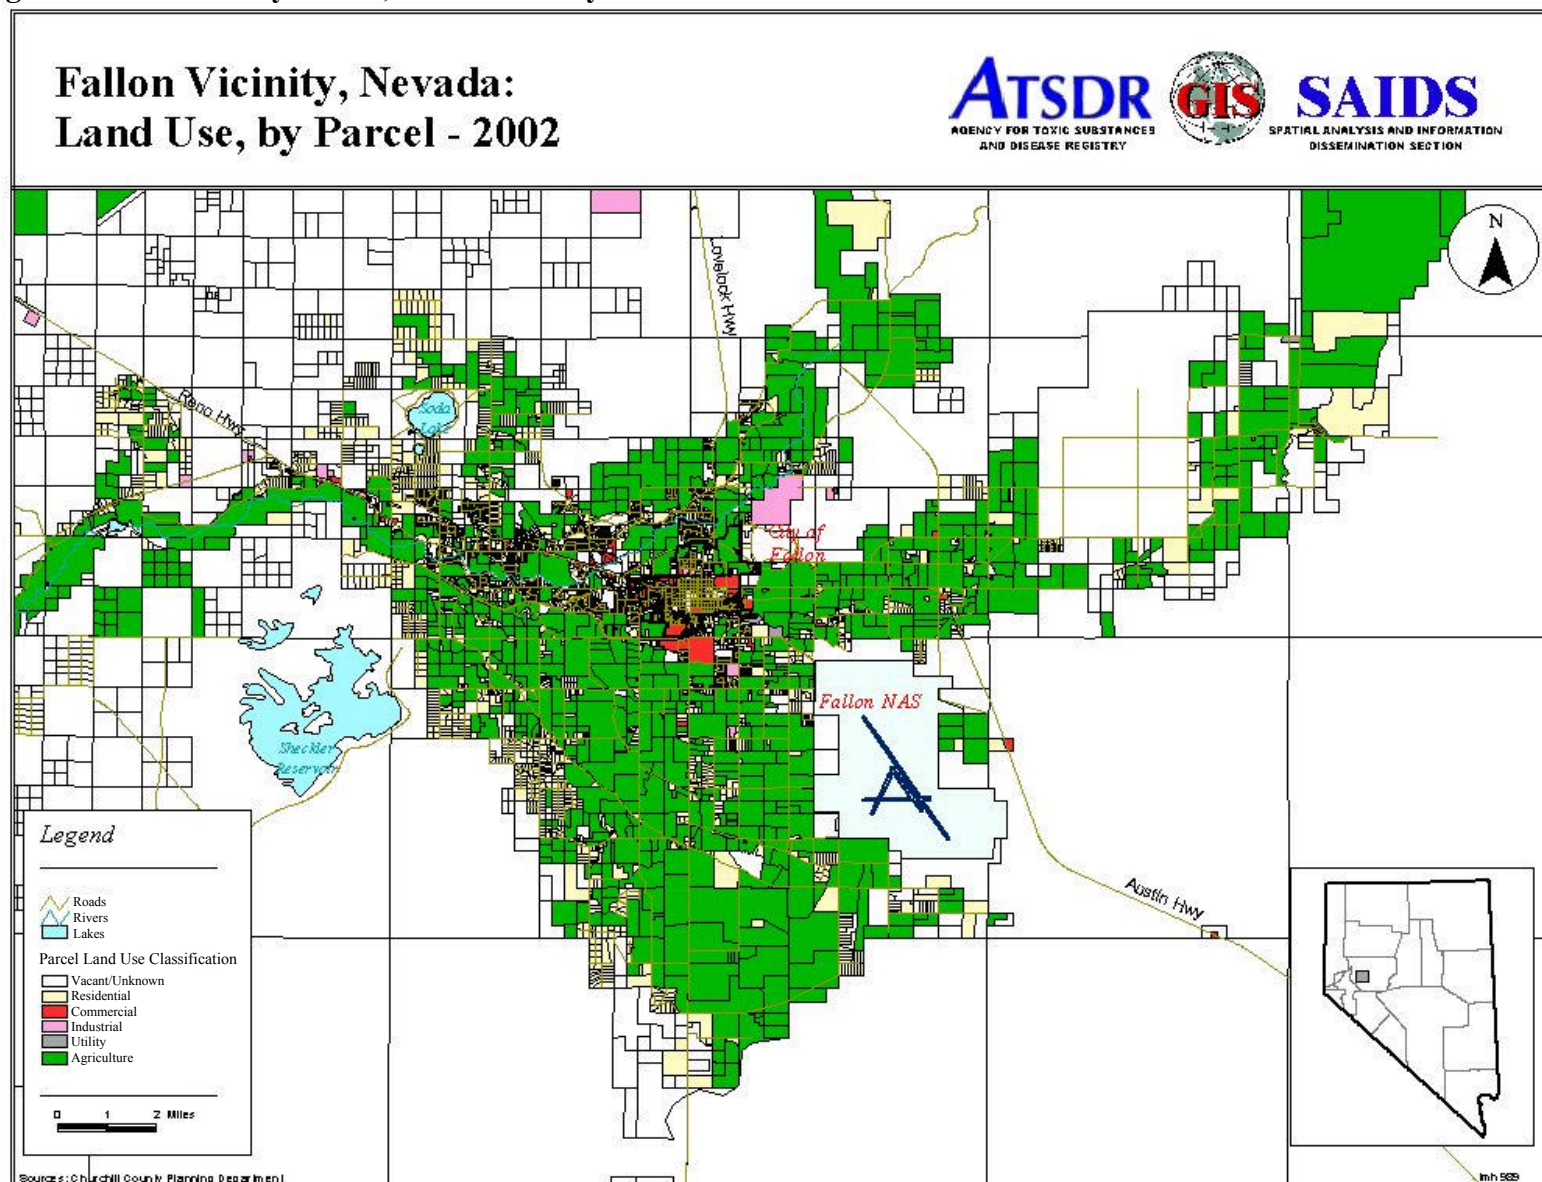 Fallon Vicinity, Nevada:
Land Use, by Parcel - 2002
ATSDR
AGENCY FOR TOXIC SUBSTANCES
AND DISEASE REGISTRY
GIS
SAIDS
SPATIAL ANALYSIS AND INFORMATION
DISSEMINATION SECTION
N
Lovelock Hwy
Reno Hwy
Soda
Lake
City of
Fallon
Fallon NAS
Sheckler
Reservoir
Austin Hwy
Legend
Roads
Rivers
Lakes
Parcel Land Use Classification
Vacant/Unknown
Residential
Commercial
Industrial
Utility
Agriculture
0 1 2 Miles
Sources: Churchill County Planning Department